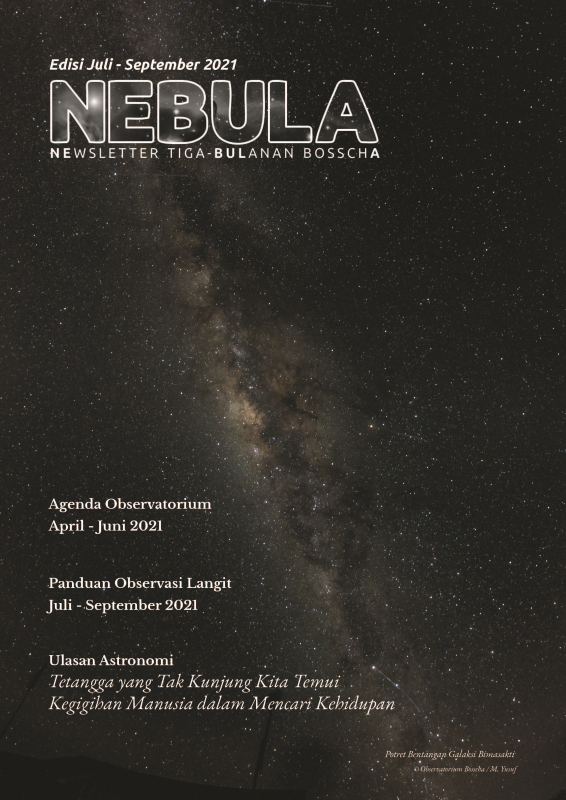 Edisi Juli - September 2021
NEBULA
NEWSLETTER TIGA-BULANAN BOSSCHA
Agenda Observatorium
April - Juni 2021
Panduan Observasi Langit
Juli - September 2021
Ulasan Astronomi
Tetangga yang Tak Kunjung Kita Temui
Kegigihan Manusia dalam Mencari Kehidupan
Potret Bentangan Galaksi Bimasakti
© Observatorium Bosscha / M. Yusuf